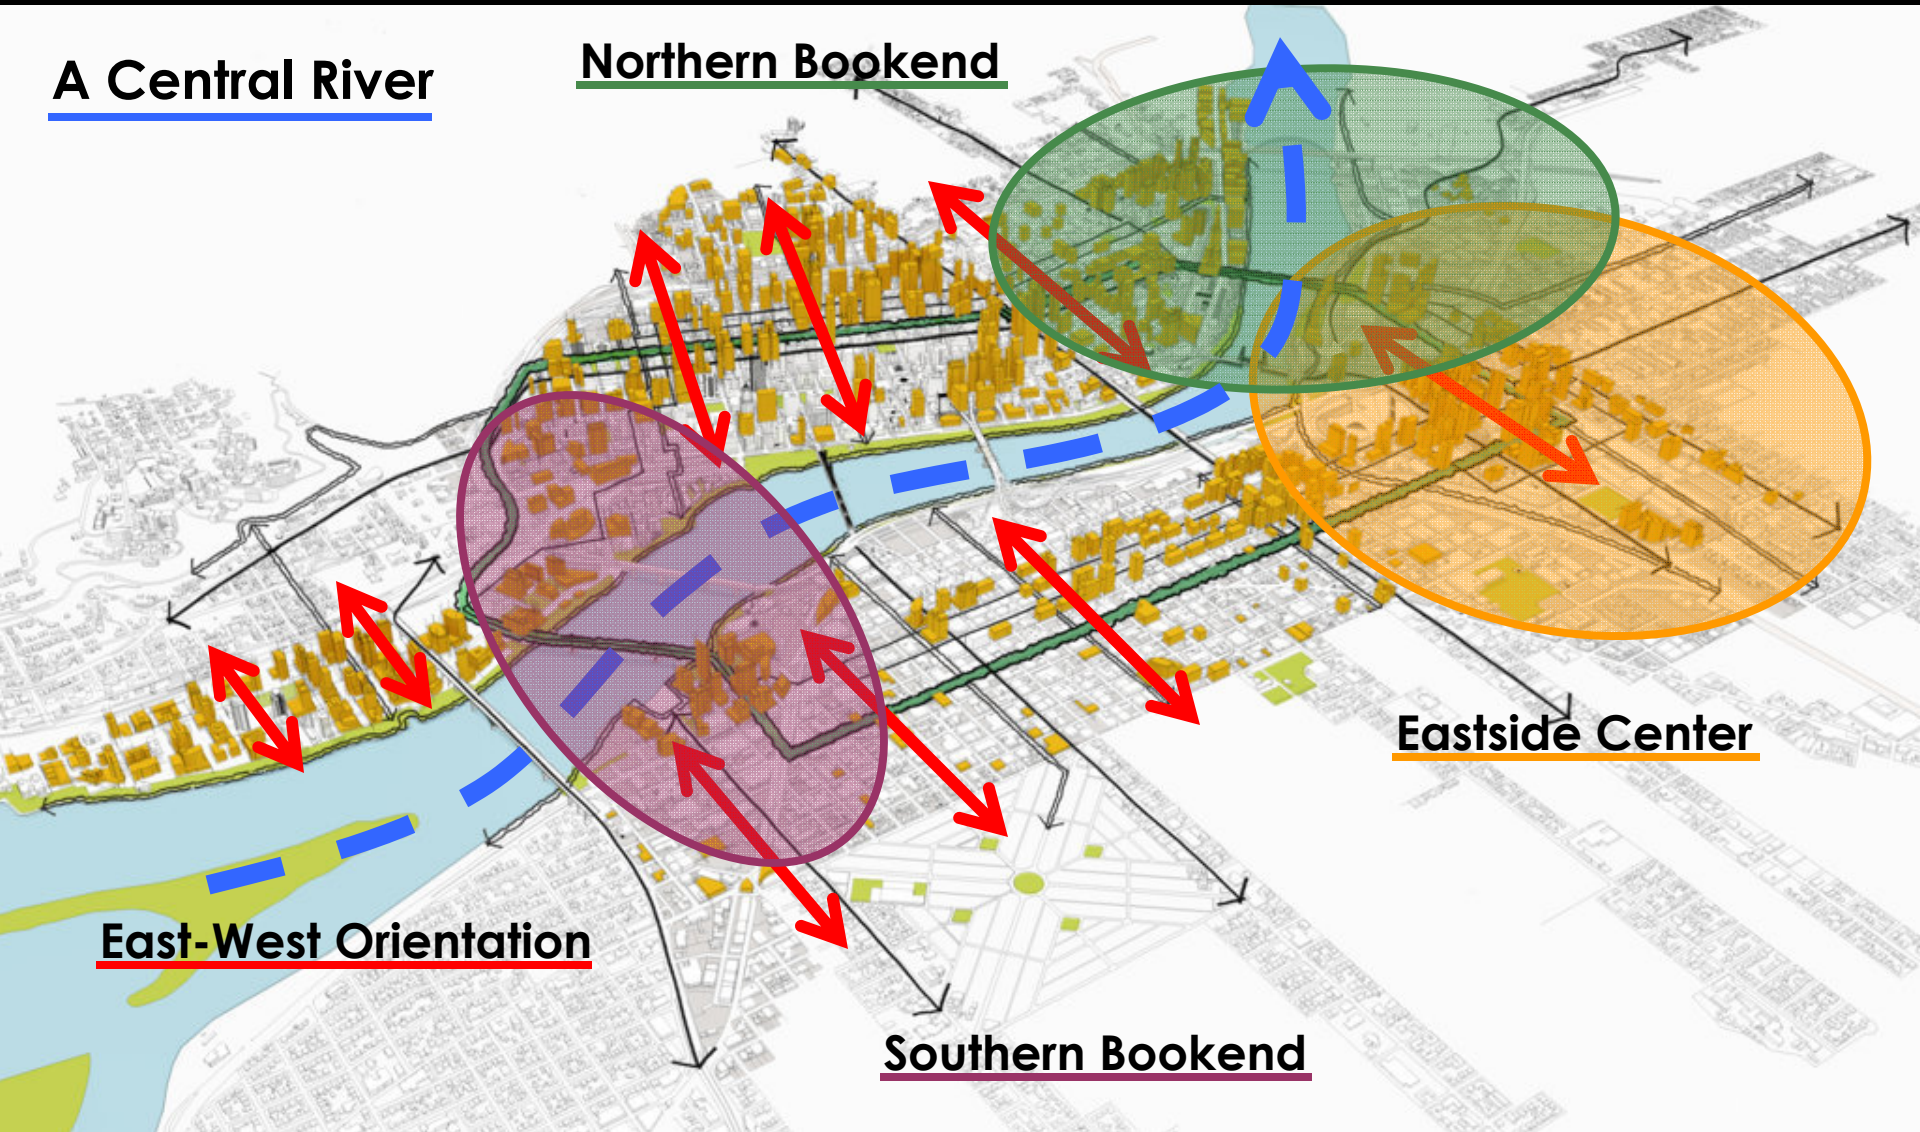 A Central River
Northern Bookend
Eastside Center
East-West Orientation
Southern Bookend